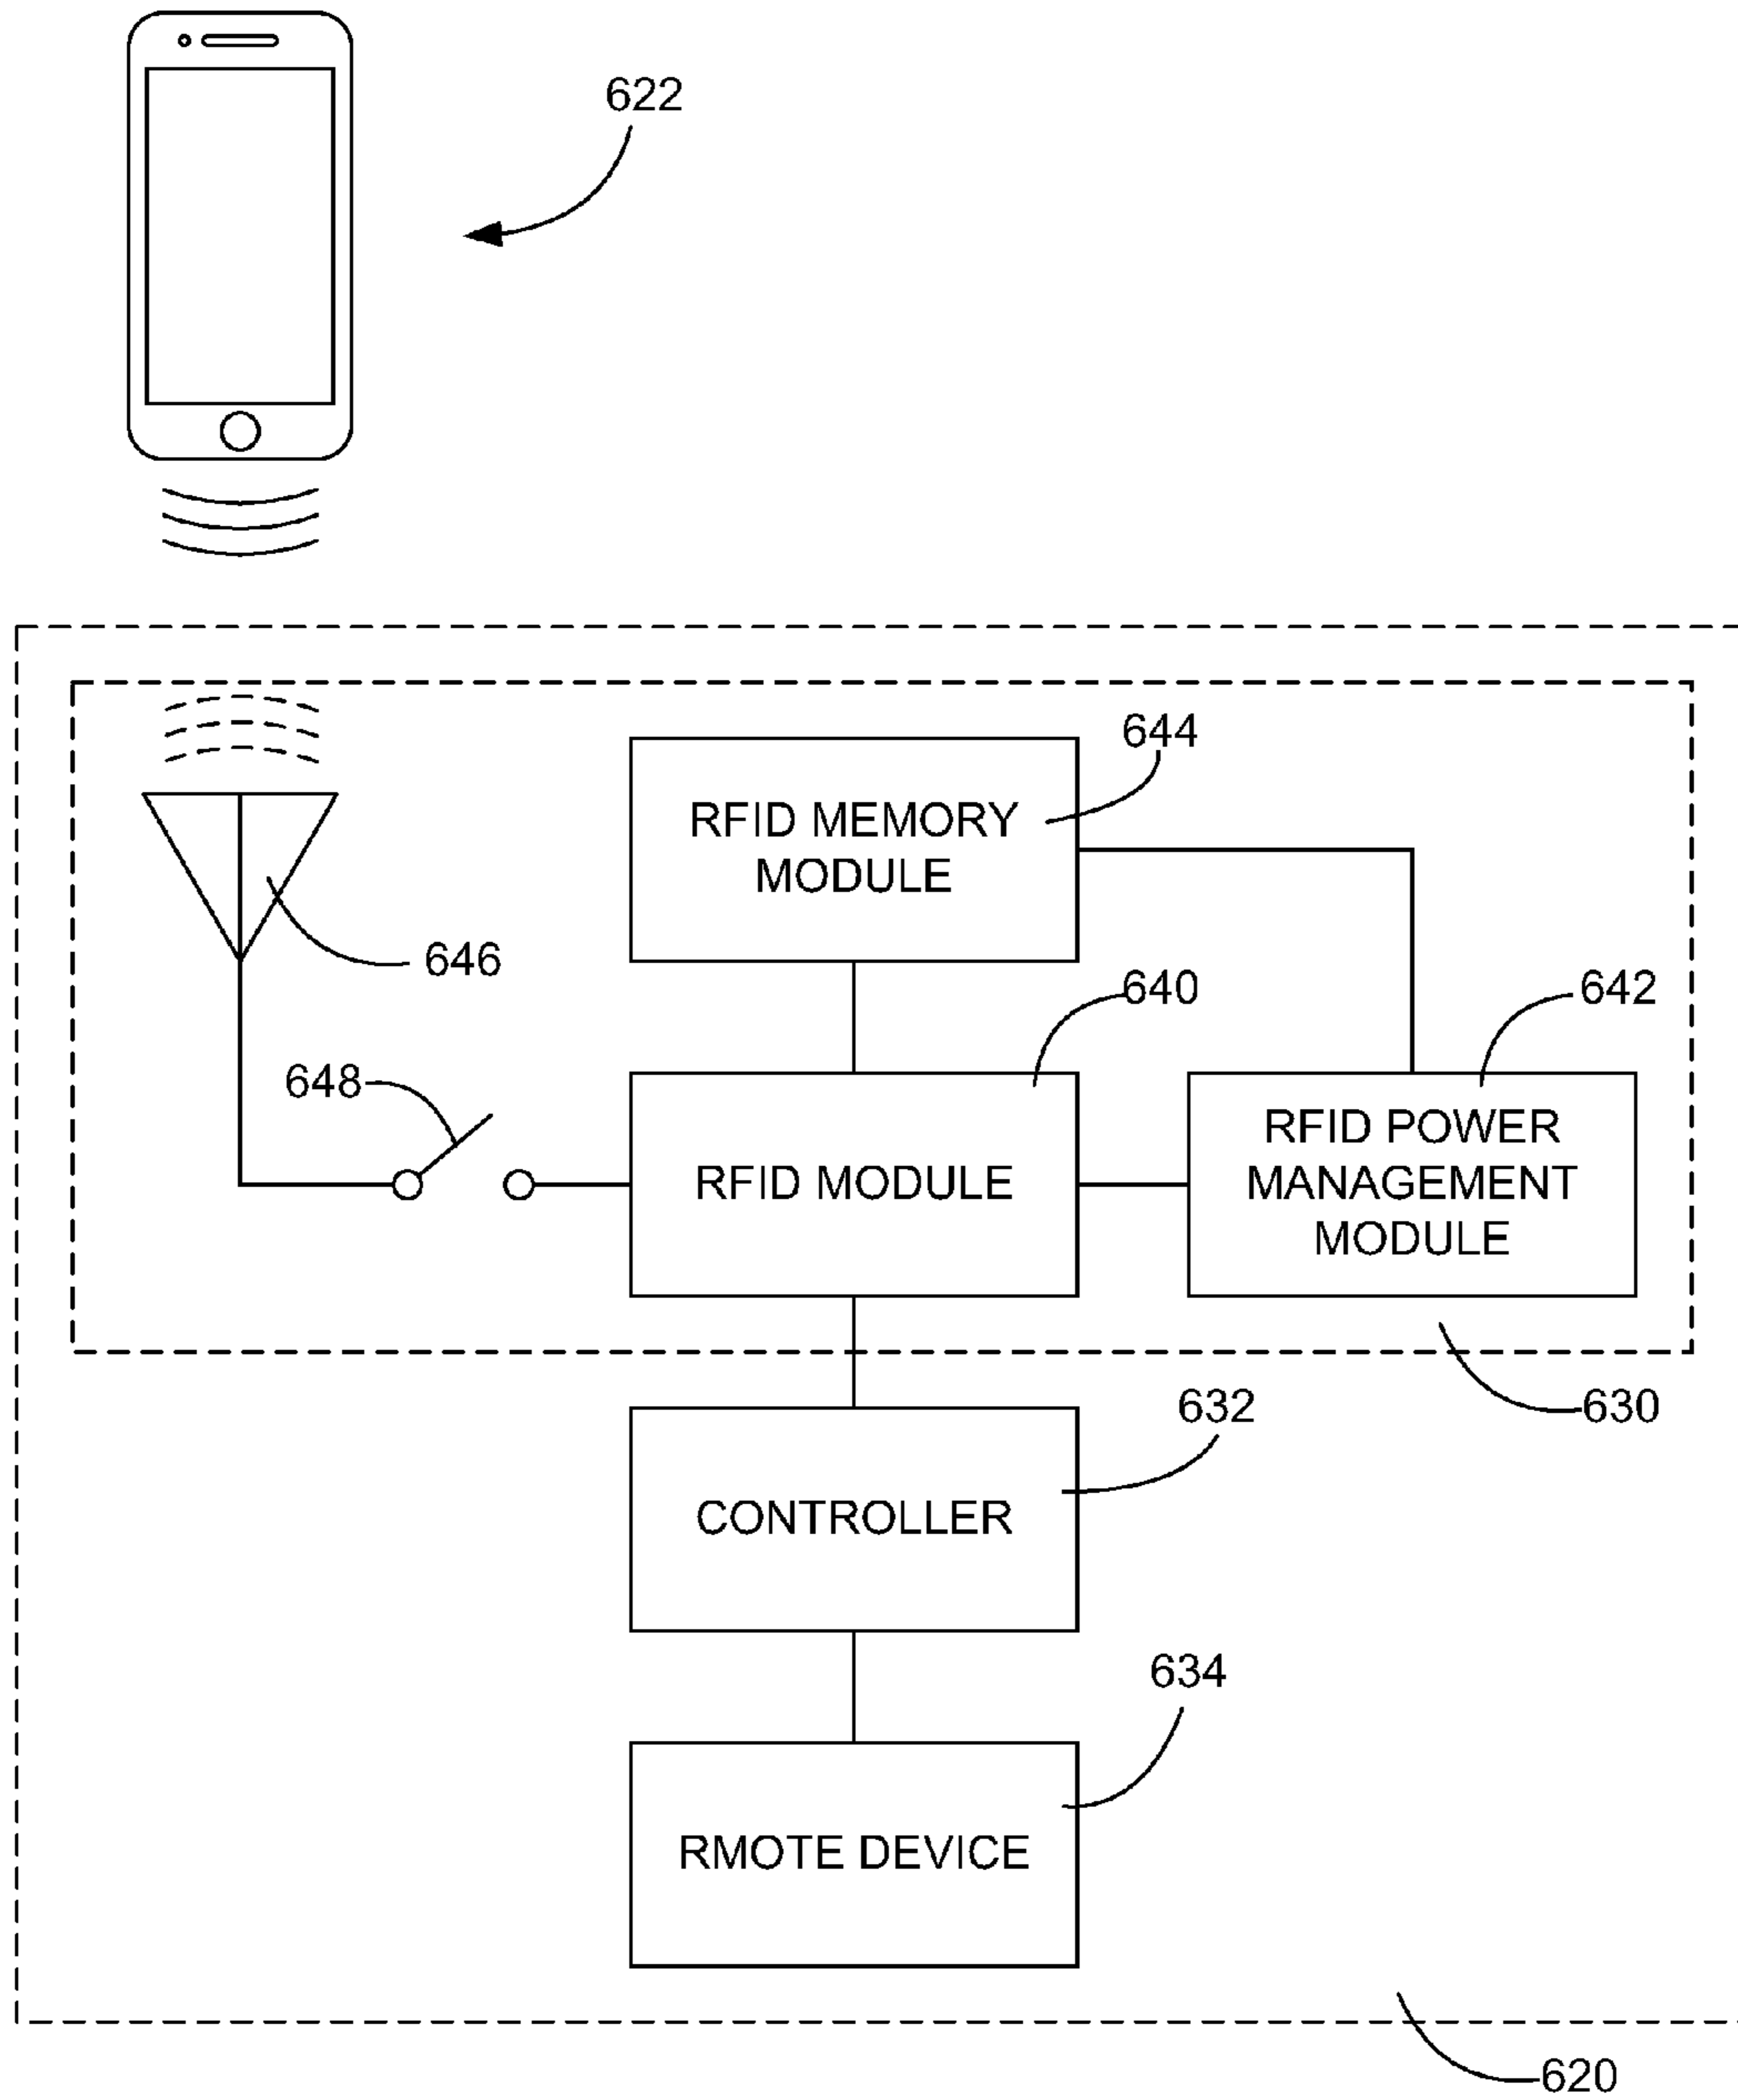 622
644
RFID MEMORY
MODULE
646
640
642
648
RFID POWER
MANAGEMENT
MODULE
RFID MODULE
632
630
CONTROLLER
634
RMOTE DEVICE
620